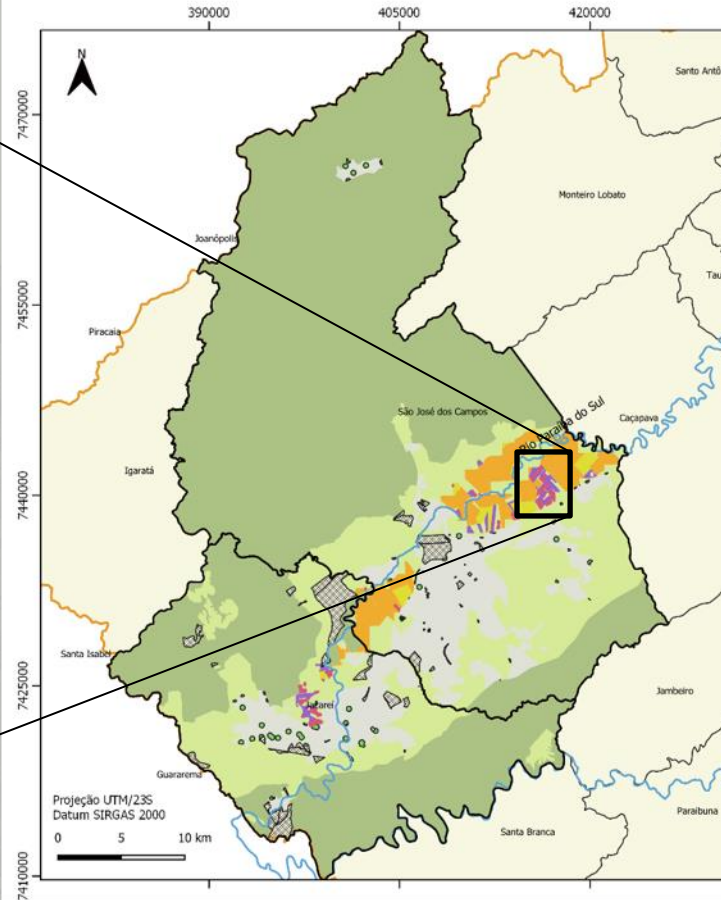 390000
405000
420000
N
7470000
7455000
7440000
7425000
7410000
Santo Antô
Monteiro Lobato
Joanópolis
Tau
Piracaia
São José dos Campos
Rio Paraíba do Sul
Caçapava
Igaratá
Santa Isabel
Jambeiro
Jacareí
Guararema
Projeção UTM/23S
Datum SIRGAS 2000
0 5 10 km
Paraibuna
Santa Branca